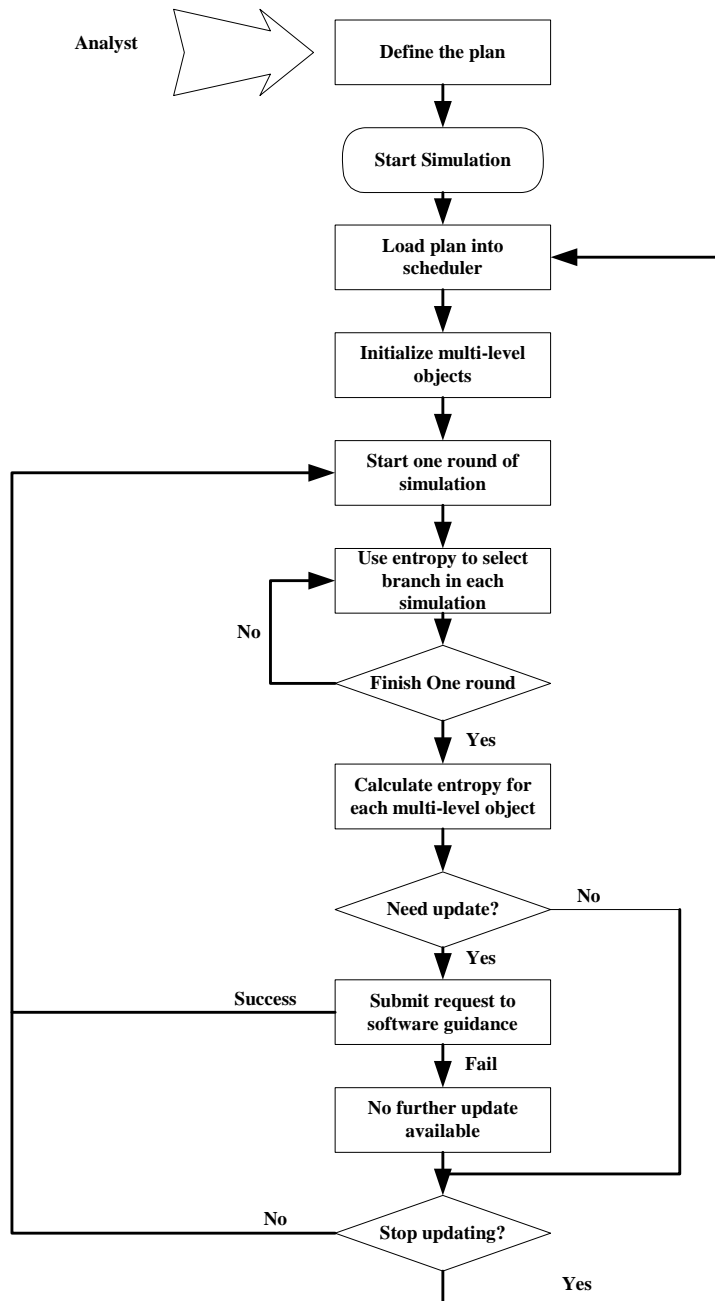 Analyst
Define the plan
Start Simulation
Load plan into
scheduler
Initialize multi-level
objects
Start one round of
simulation
Use entropy to select
branch in each
simulation
No
Finish One round
Yes
Calculate entropy for
each multi-level object
Need update?
No
Yes
Success
Submit request to
software guidance
Fail
No further update
available
No
Stop updating?
Yes